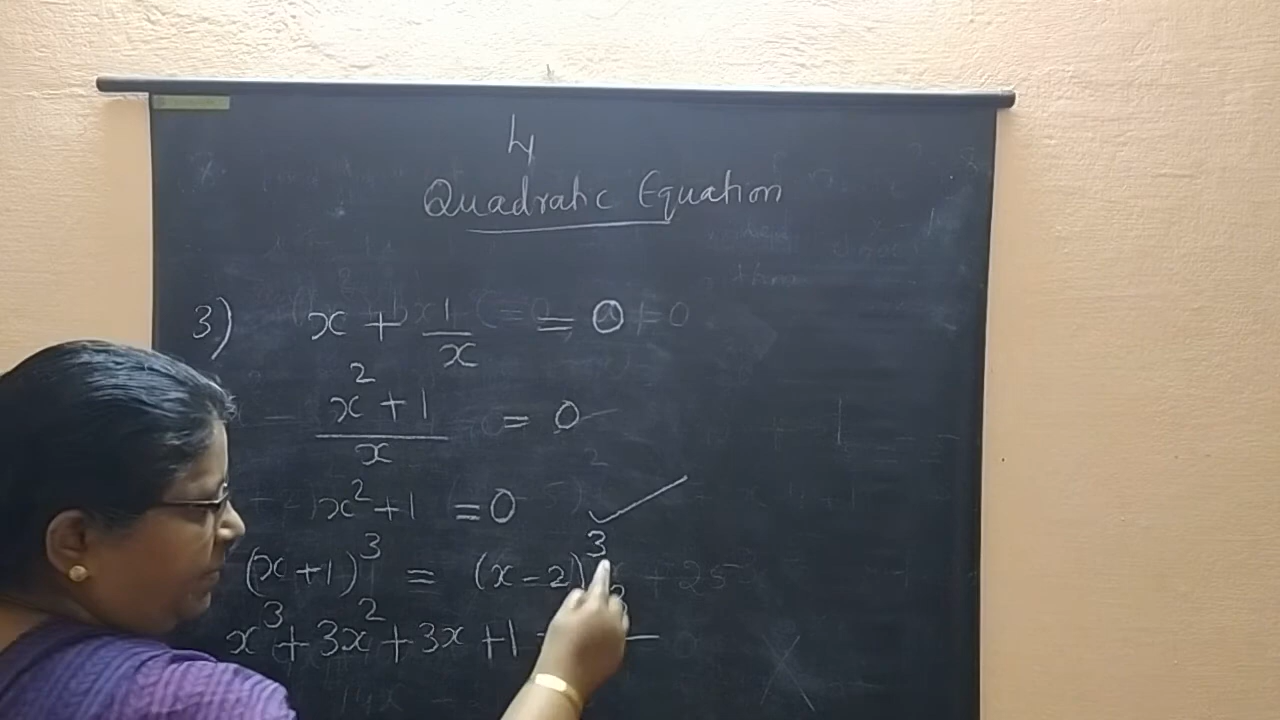 4
Quadratic Equation
3) x + 1/x = 0
x² + 1 / x = 0
x² + 1 = 0 ✓
(x + 1)³ = (x - 2)³
x³ + 3x² + 3x + 1